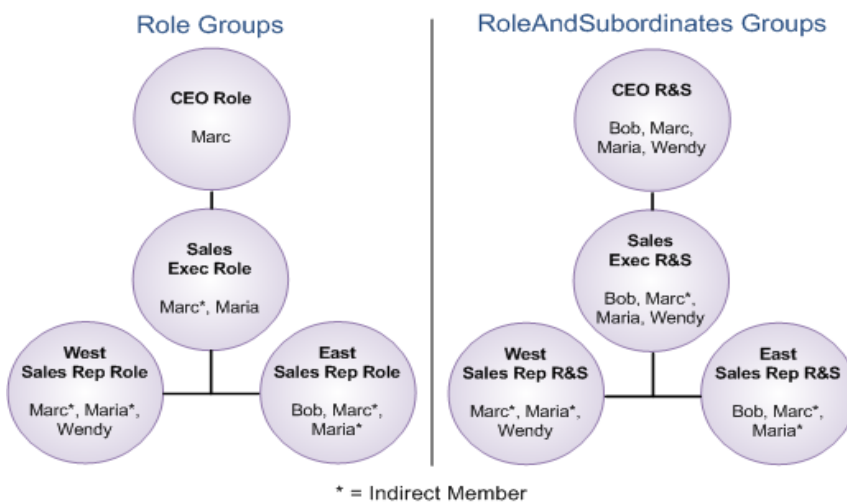 Role Groups
CEO Role
Marc
Sales
Exec Role
Marc*, Maria
West
Sales Rep Role
Marc*, Maria*,
Wendy
East
Sales Rep Role
Bob, Marc*,
Maria*
RoleAndSubordinates Groups
CEO R&S
Bob, Marc,
Maria, Wendy
Sales
Exec R&S
Bob, Marc*,
Maria, Wendy
West
Sales Rep R&S
Marc*, Maria*,
Wendy
East
Sales Rep R&S
Bob, Marc*,
Maria*
* = Indirect Member